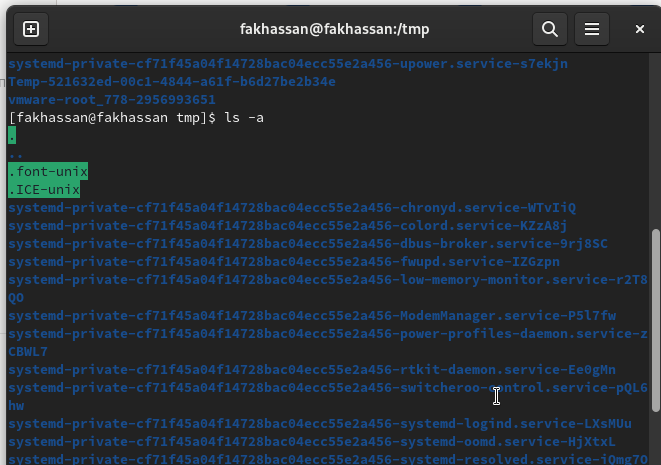 fakhassan@fakhassan:/tmp
systemd-private-cf71f45a04f14728bac04ecc55e2a456-upower.service-s7ekjn
Temp-521632ed-00c1-4844-a61f-b6d27be2b34e
vmware-root_778-2956993651
[fakhassan@fakhassan tmp]$ ls -a
.
..
.font-unix
.ICE-unix
systemd-private-cf71f45a04f14728bac04ecc55e2a456-chronyd.service-WTvIiQ
systemd-private-cf71f45a04f14728bac04ecc55e2a456-colord.service-KZzA8j
systemd-private-cf71f45a04f14728bac04ecc55e2a456-dbus-broker.service-9rj8SC
systemd-private-cf71f45a04f14728bac04ecc55e2a456-fwupd.service-IZGzpn
systemd-private-cf71f45a04f14728bac04ecc55e2a456-low-memory-monitor.service-r2T8
QO
systemd-private-cf71f45a04f14728bac04ecc55e2a456-ModemManager.service-P5l7fw
systemd-private-cf71f45a04f14728bac04ecc55e2a456-power-profiles-daemon.service-z
CBWL7
systemd-private-cf71f45a04f14728bac04ecc55e2a456-rtkit-daemon.service-Ee0gMn
systemd-private-cf71f45a04f14728bac04ecc55e2a456-switcheroo-control.service-pQL6
hw
systemd-private-cf71f45a04f14728bac04ecc55e2a456-systemd-logind.service-LXsMUu
systemd-private-cf71f45a04f14728bac04ecc55e2a456-systemd-oomd.service-HjXtxL
systemd-private-cf71f45a04f14728bac04ecc55e2a456-systemd-resolved.service-iQmg7O